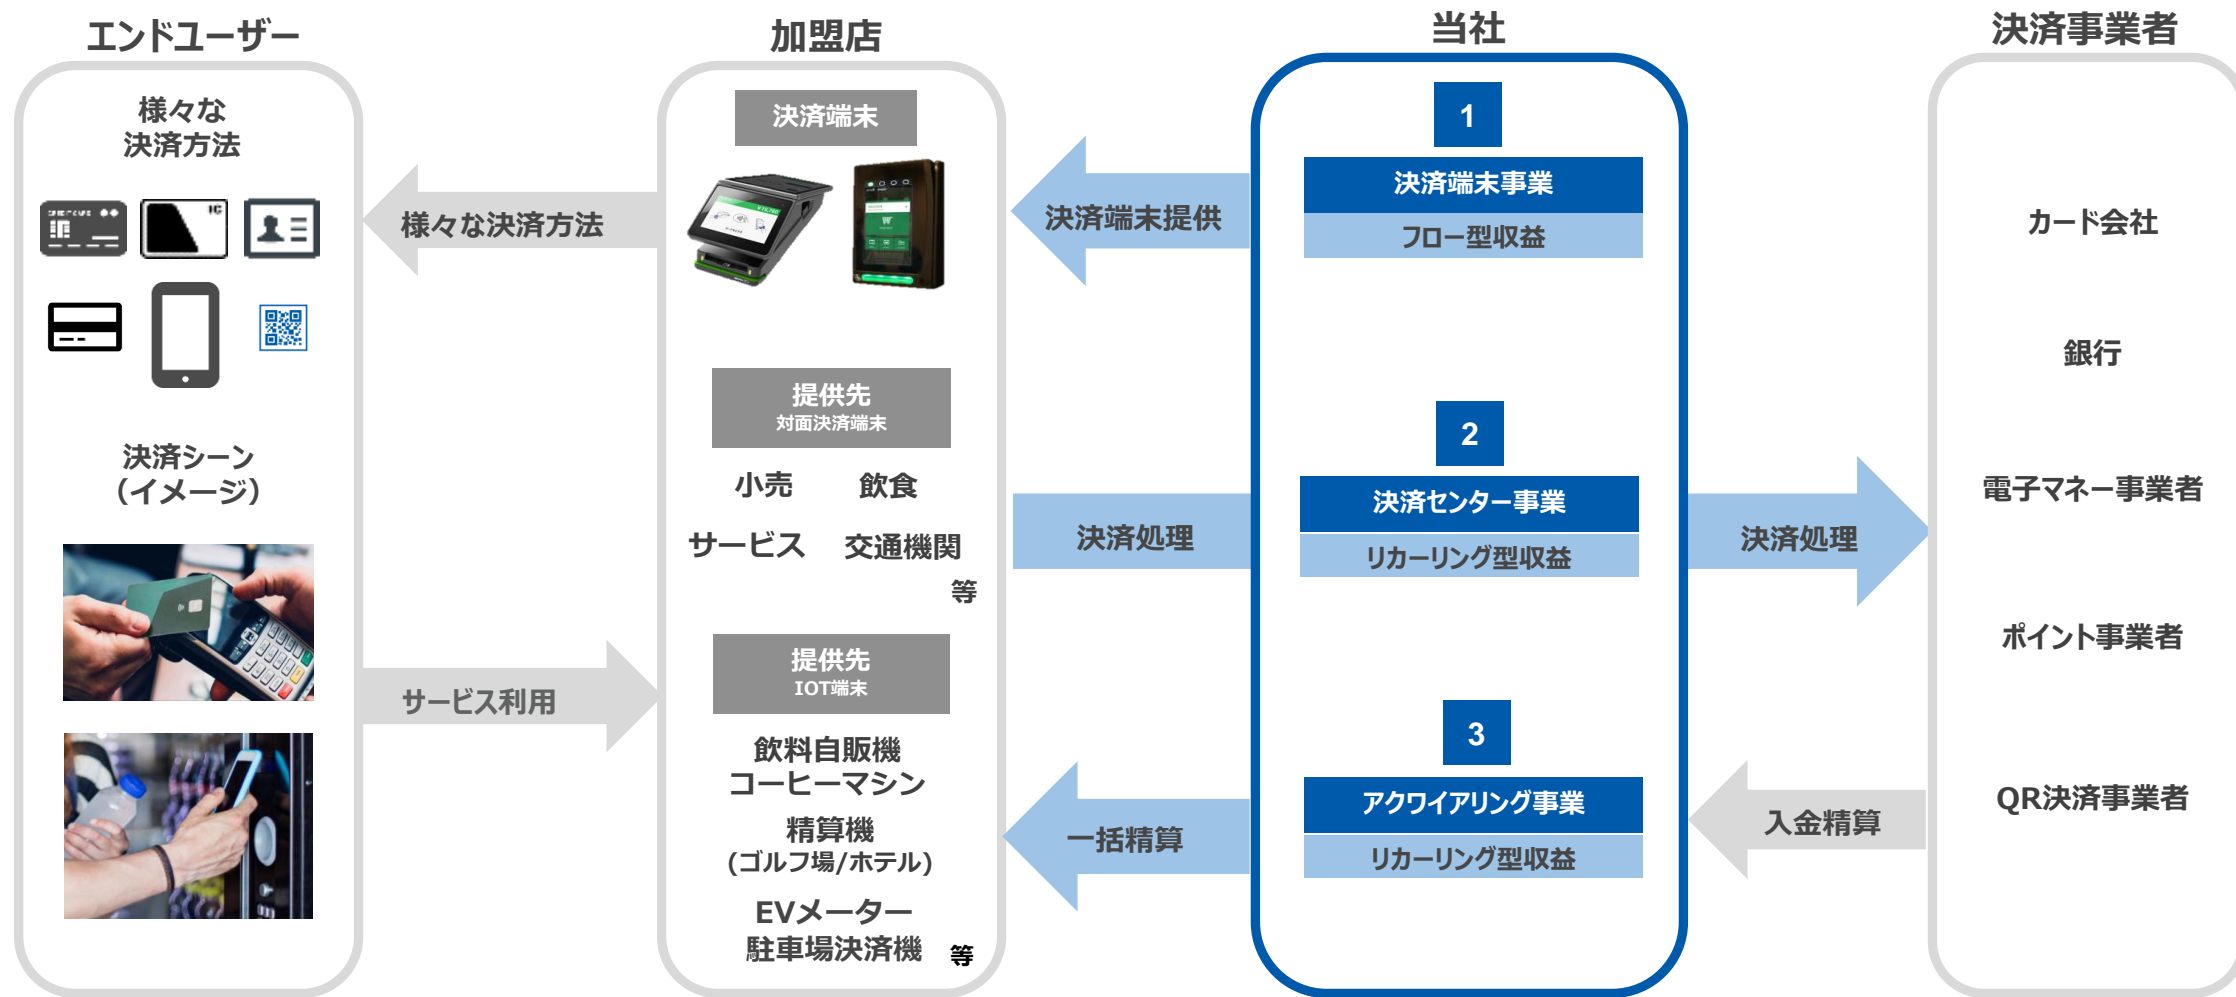 エンドユーザー
様々な
決済方法
IC
決済シーン
（イメージ）
様々な決済方法
サービス利用
加盟店
決済端末
提供先
対面決済端末
小売 飲食
サービス 交通機関
等
提供先
IOT端末
飲料自販機
コーヒーマシン
精算機
(ゴルフ場/ホテル)
EVメーター
駐車場決済機 等
決済端末提供
決済処理
一括精算
当社
1
決済端末事業
フロー型収益
2
決済センター事業
リカーリング型収益
3
アクワイアリング事業
リカーリング型収益
決済処理
入金精算
決済事業者
カード会社
銀行
電子マネー事業者
ポイント事業者
QR決済事業者